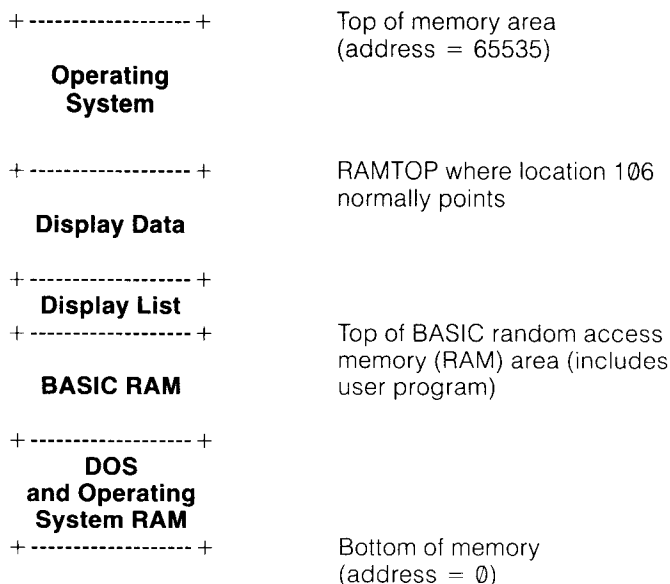 + ------------------- + Top of memory area
(address = 65535)
Operating
System
+ ------------------- + RAMTOP where location 106
normally points
Display Data
+ ------------------- +
Display List
+ ------------------- + Top of BASIC random access
memory (RAM) area (includes
BASIC RAM user program)
+ ------------------- +
DOS
and Operating
System RAM
+ ------------------- + Bottom of memory
(address = 0)